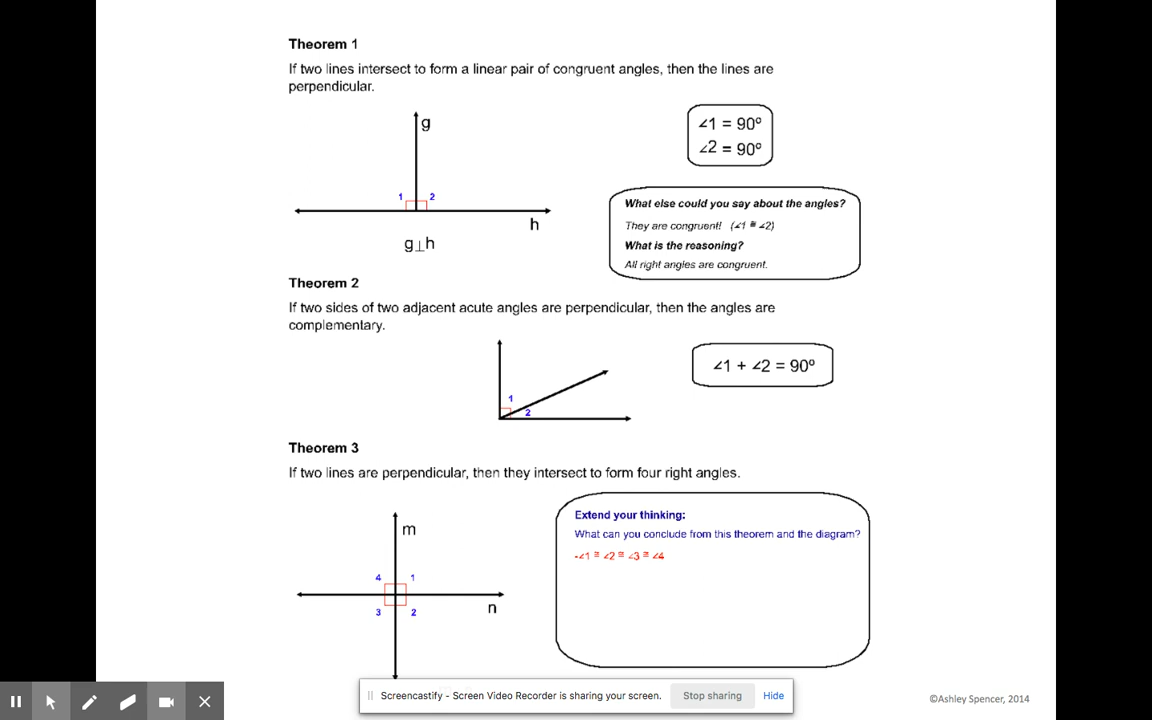 Theorem 1
If two lines intersect to form a linear pair of congruent angles, then the lines are
perpendicular.
g
∠1 = 90º
∠2 = 90º
1 2
h
g⊥h
What else could you say about the angles?
They are congruent! (∠1 ≅ ∠2)
What is the reasoning?
All right angles are congruent.
Theorem 2
If two sides of two adjacent acute angles are perpendicular, then the angles are
complementary.
1
2
∠1 + ∠2 = 90º
Theorem 3
If two lines are perpendicular, then they intersect to form four right angles.
m
4 1
n
3 2
Extend your thinking:
What can you conclude from this theorem and the diagram?
-∠1 ≅ ∠2 ≅ ∠3 ≅ ∠4
Screencastify - Screen Video Recorder is sharing your screen. Stop sharing Hide
©Ashley Spencer, 2014